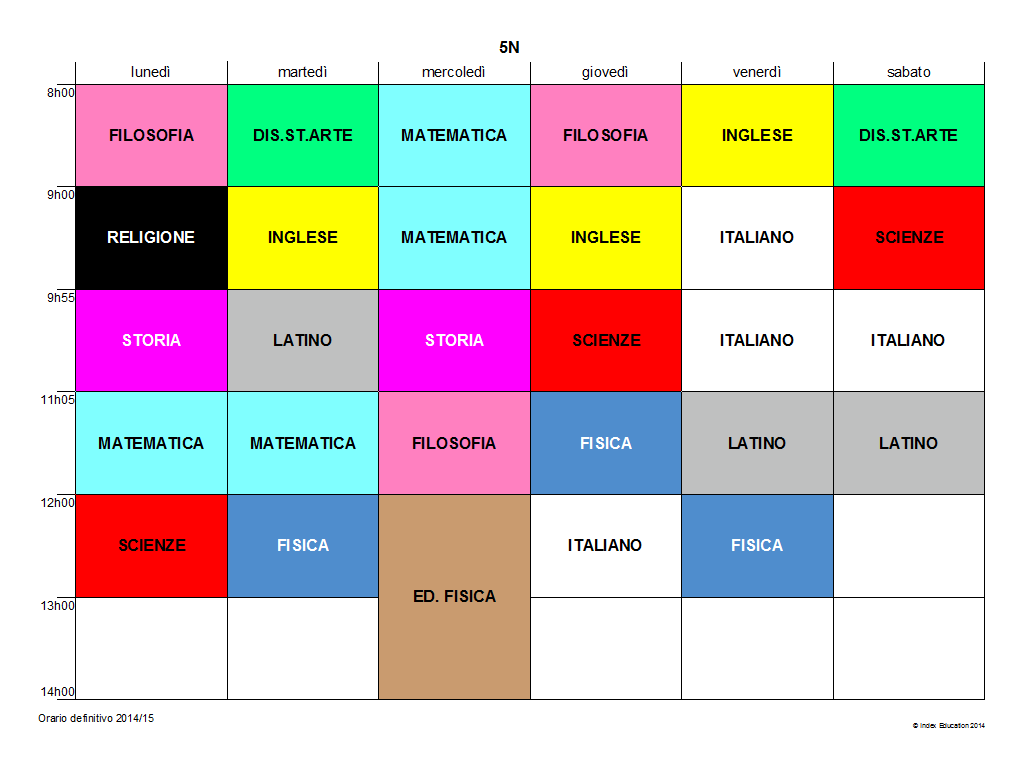 5N
lunedì martedì mercoledì giovedì venerdì sabato
8h00
FILOSOFIA DIS.ST.ARTE MATEMATICA FILOSOFIA INGLESE DIS.ST.ARTE
9h00
RELIGIONE INGLESE MATEMATICA INGLESE ITALIANO SCIENZE
9h55
STORIA LATINO STORIA SCIENZE ITALIANO ITALIANO
11h05
MATEMATICA MATEMATICA FILOSOFIA FISICA LATINO LATINO
12h00
SCIENZE FISICA ITALIANO FISICA
ED. FISICA
13h00
14h00
Orario definitivo 2014/15
© Index Education 2014